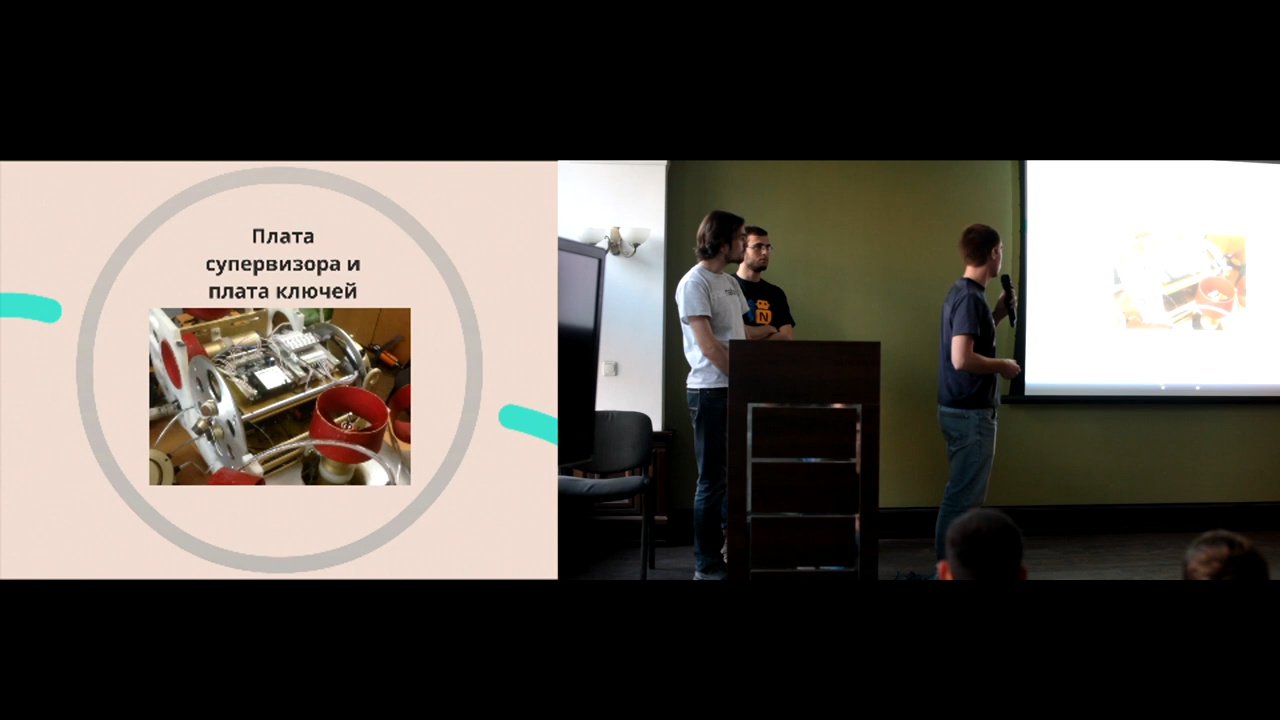 Плата
супервизора и
плата ключей
N